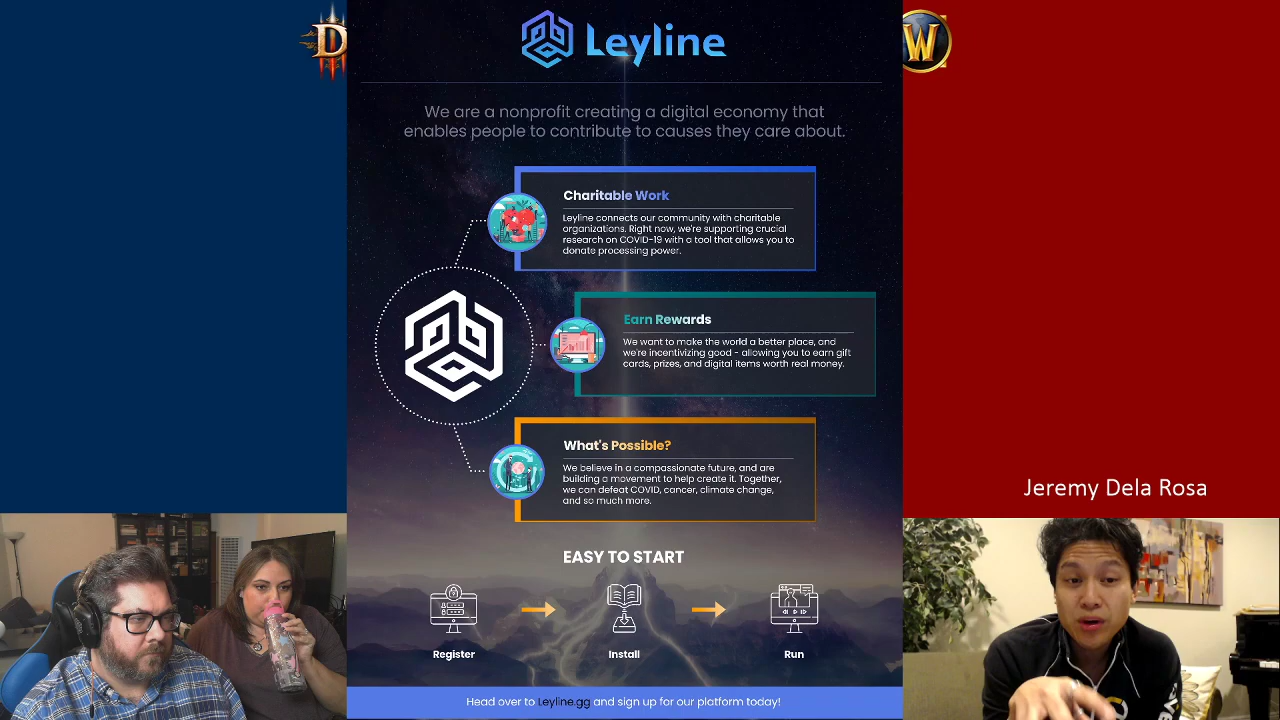 Leyline
We are a nonprofit creating a digital economy that
enables people to contribute to causes they care about.
Charitable Work
Leyline connects our community with charitable
organizations. Right now, we're supporting crucial
research on COVID-19 with a tool that allows you to
donate processing power.
Earn Rewards
We want to make the world a better place, and
we're incentivizing good - allowing you to earn gift
cards, prizes, and digital items worth real money.
What's Possible?
We believe in a compassionate future, and are
building a movement to help create it. Together,
we can defeat COVID, cancer, climate change,
and so much more.
EASY TO START
Register
Install
Run
Head over to Leyline.gg and sign up for our platform today!
D
W
Jeremy Dela Rosa